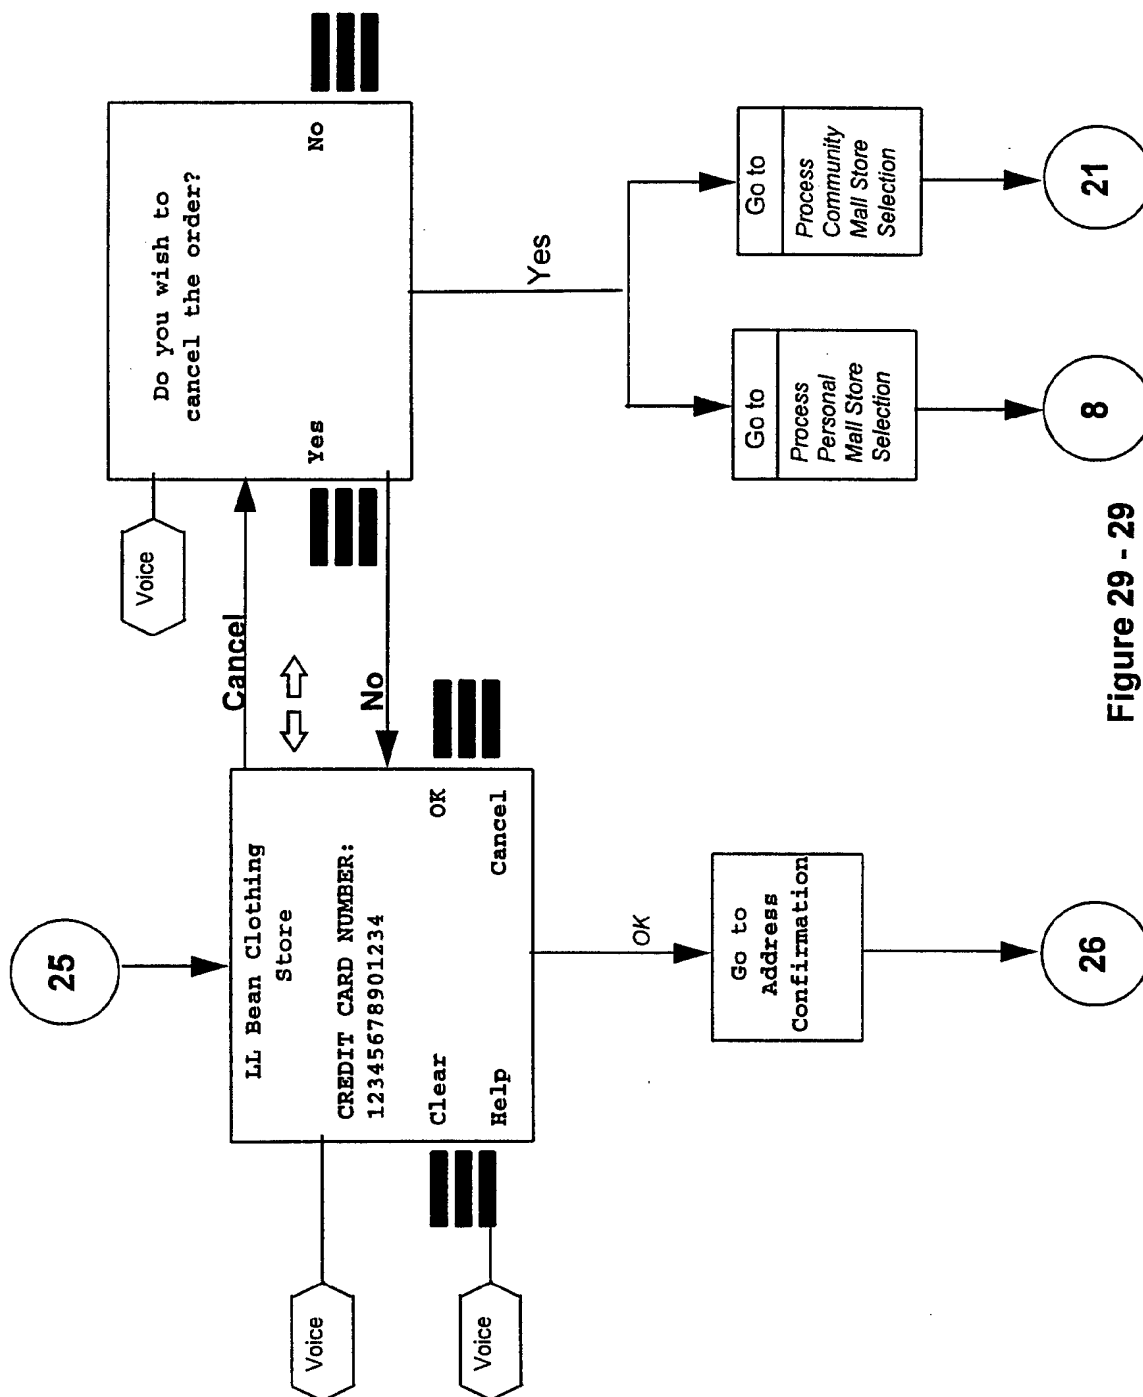 25
LL Bean Clothing
Store
CREDIT CARD NUMBER:
12345678901234
Clear
OK
Help
Cancel
Voice
Voice
Cancel
No
Voice
Do you wish to
cancel the order?
Yes
No
OK
Go to
Address
Confirmation
26
Yes
Go to
Process
Personal
Mall Store
Selection
8
Go to
Process
Community
Mall Store
Selection
21
Figure 29 - 29